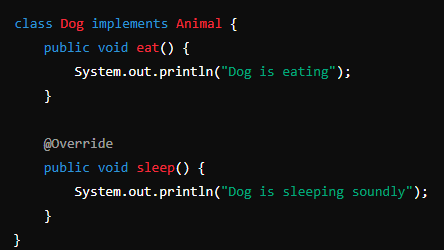 class Dog implements Animal {
    public void eat() {
        System.out.println("Dog is eating");
    }

    @Override
    public void sleep() {
        System.out.println("Dog is sleeping soundly");
    }
}